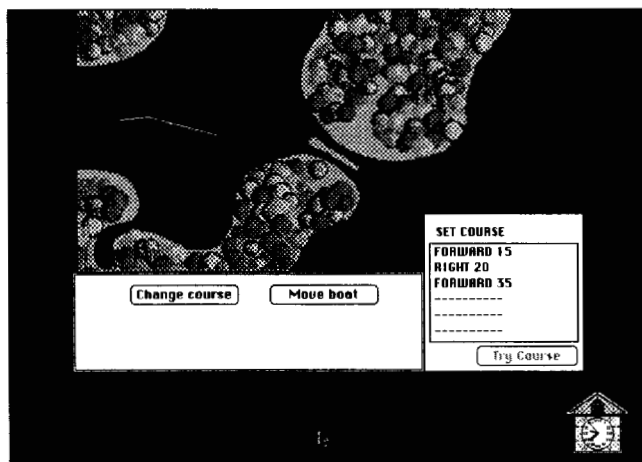 SET COURSE
FORWARD 15
RIGHT 20
FORWARD 35
Change course
Move boat
Try Course